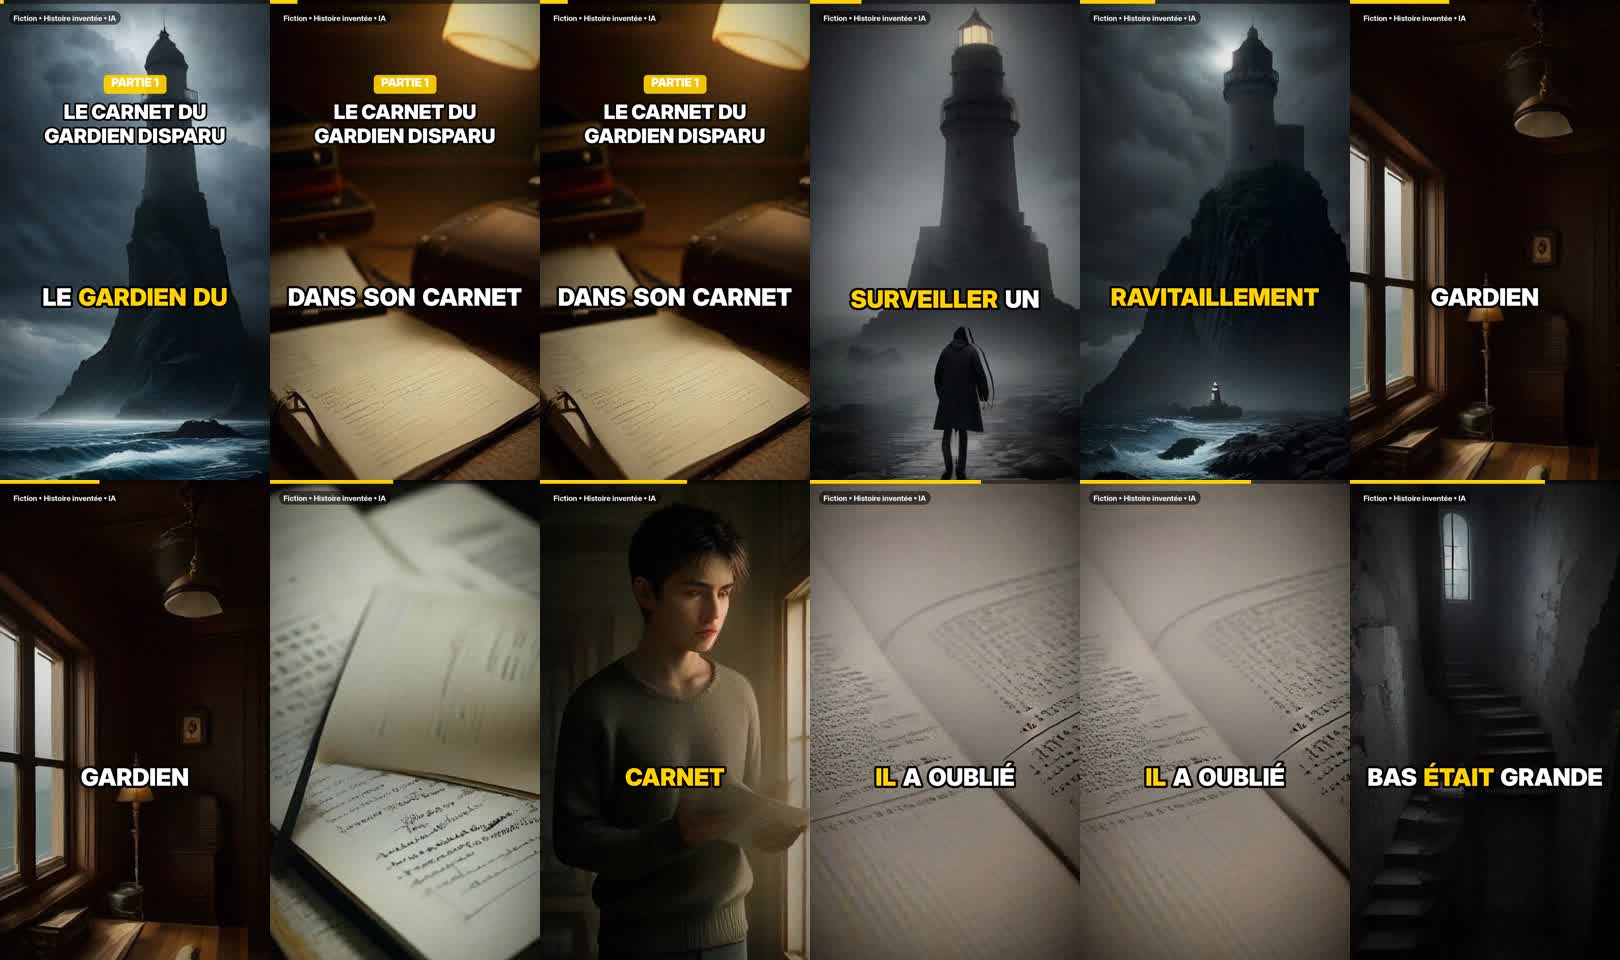 Fiction • Histoire inventée • IA
PARTIE 1
LE CARNET DU
GARDIEN DISPARU
LE GARDIEN DU
Fiction • Histoire inventée • IA
PARTIE 1
LE CARNET DU
GARDIEN DISPARU
DANS SON CARNET
Fiction • Histoire inventée • IA
PARTIE 1
LE CARNET DU
GARDIEN DISPARU
DANS SON CARNET
Fiction • Histoire inventée • IA
SURVEILLER UN
Fiction • Histoire inventée • IA
RAVITAILLEMENT
Fiction • Histoire inventée • IA
GARDIEN
Fiction • Histoire inventée • IA
GARDIEN
Fiction • Histoire inventée • IA
Fiction • Histoire inventée • IA
CARNET
Fiction • Histoire inventée • IA
IL A OUBLIÉ
Fiction • Histoire inventée • IA
IL A OUBLIÉ
Fiction • Histoire inventée • IA
BAS ÉTAIT GRANDE